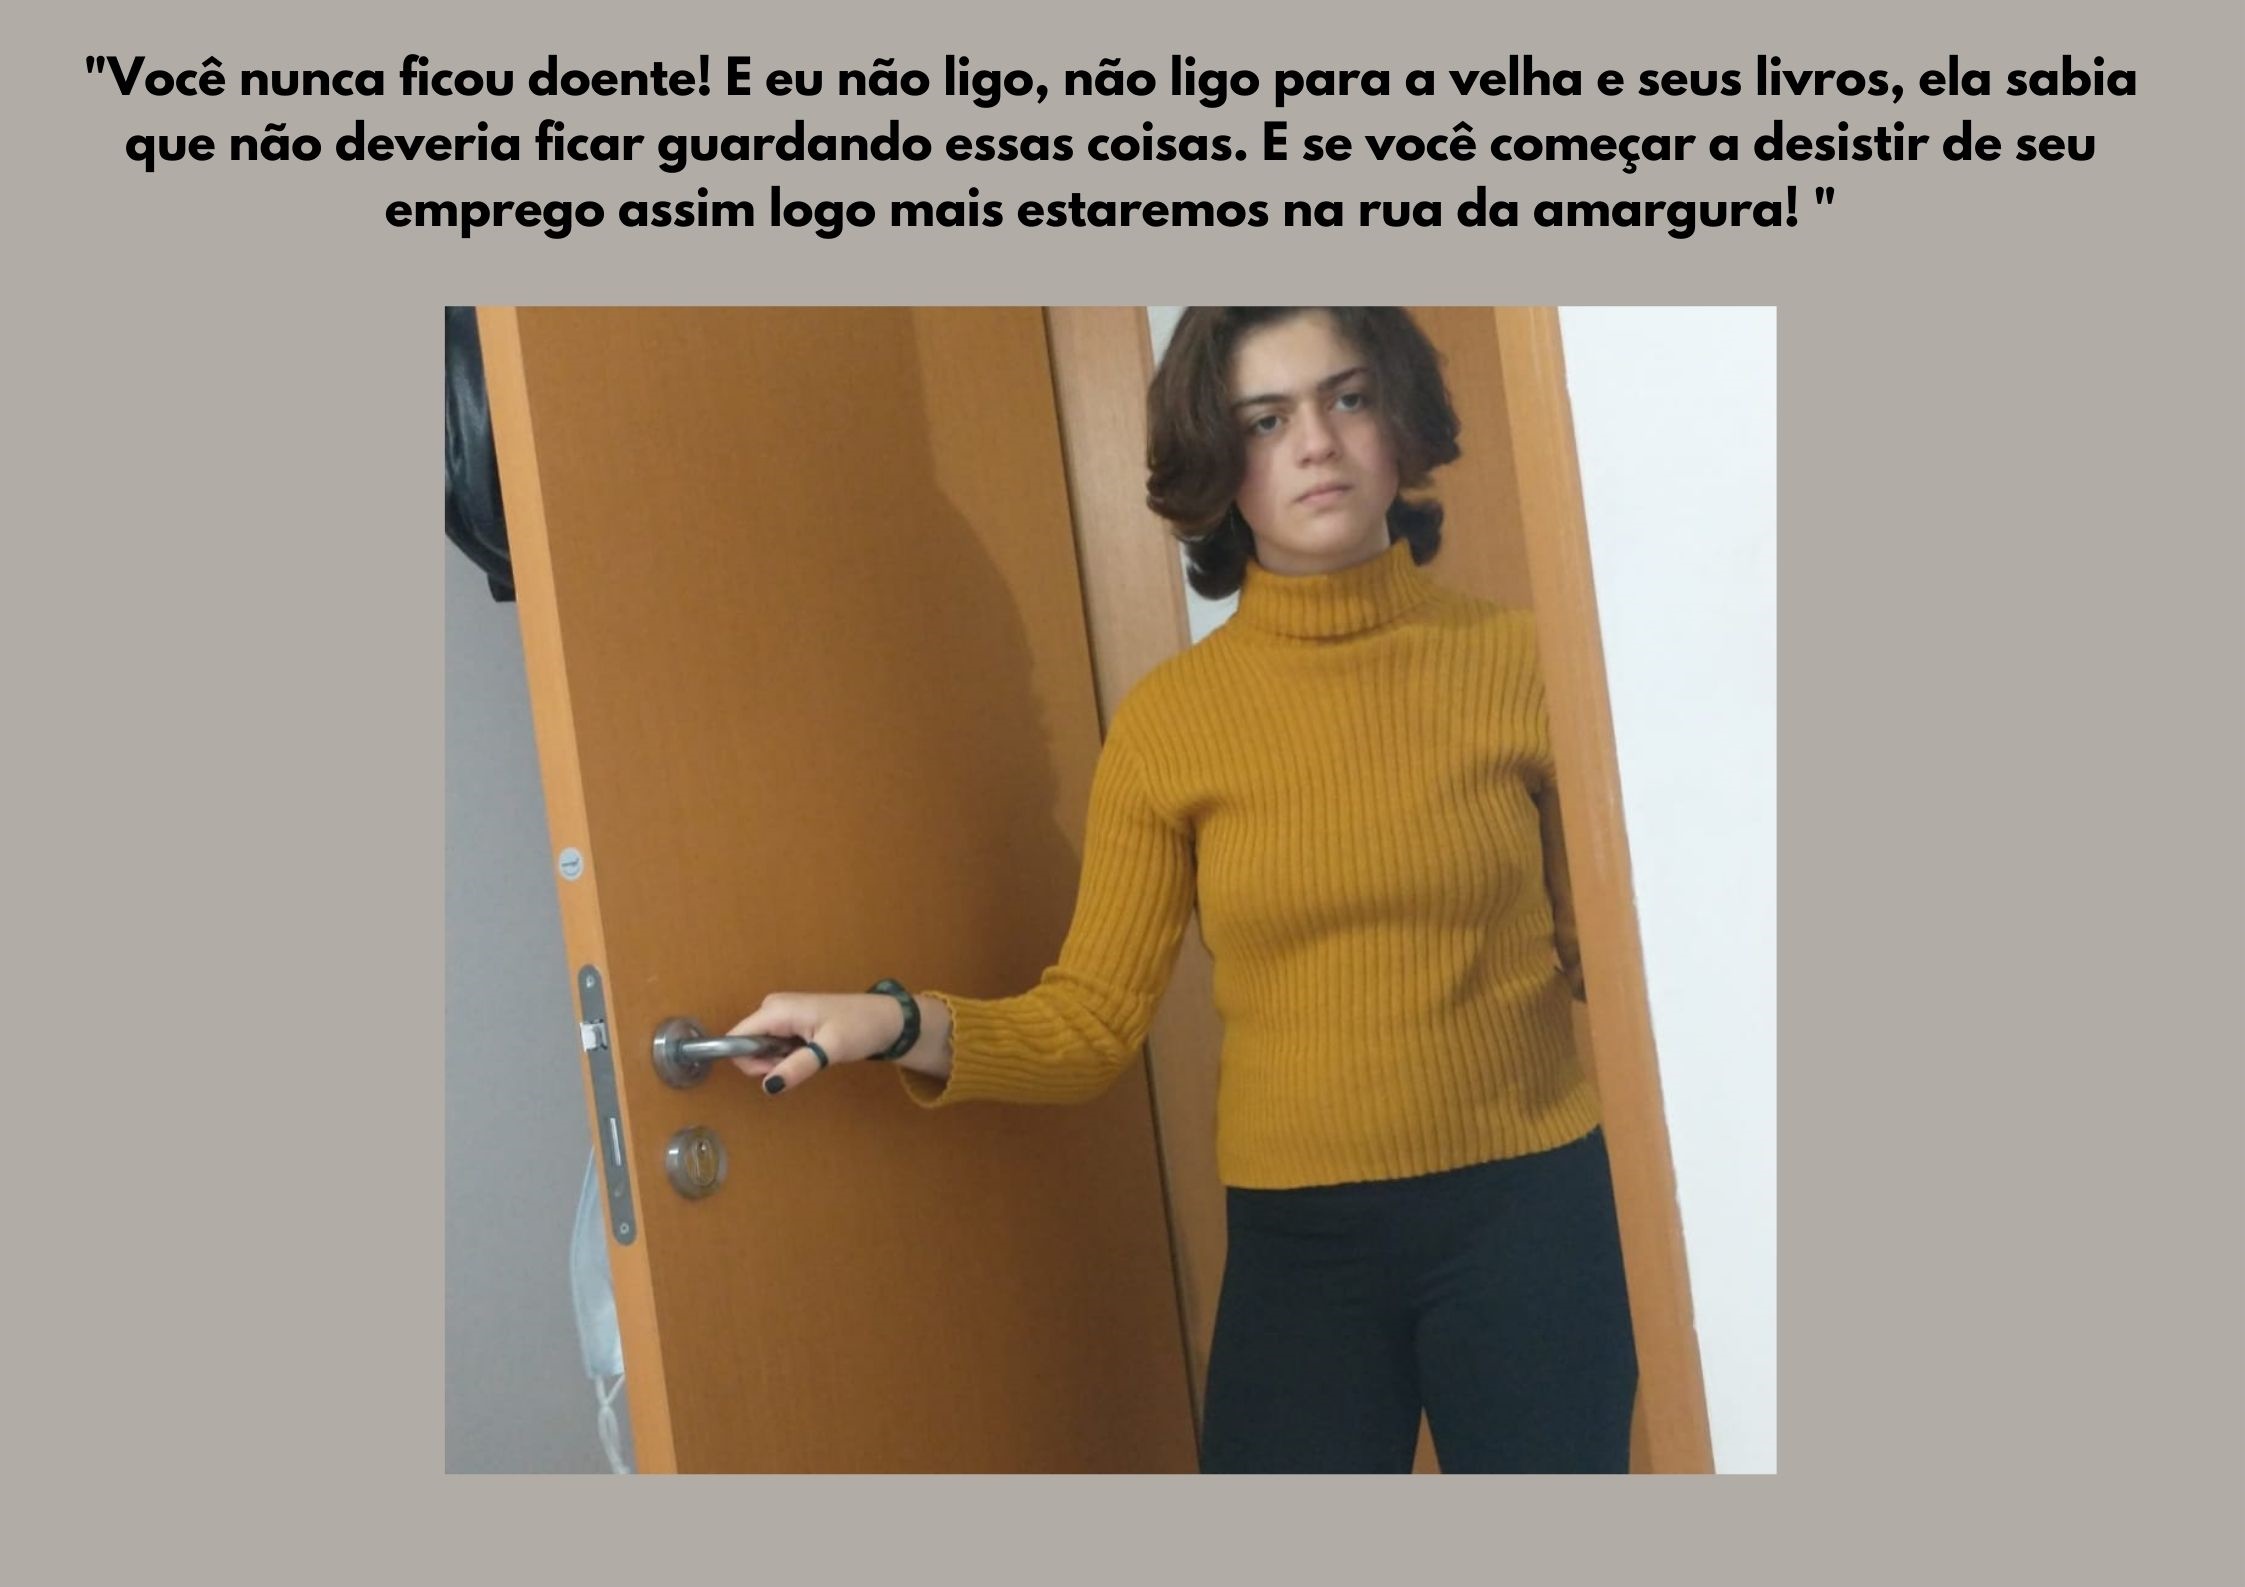 "Você nunca ficou doente! E eu não ligo, não ligo para a velha e seus livros, ela sabia
que não deveria ficar guardando essas coisas. E se você começar a desistir de seu
emprego assim logo mais estaremos na rua da amargura! "